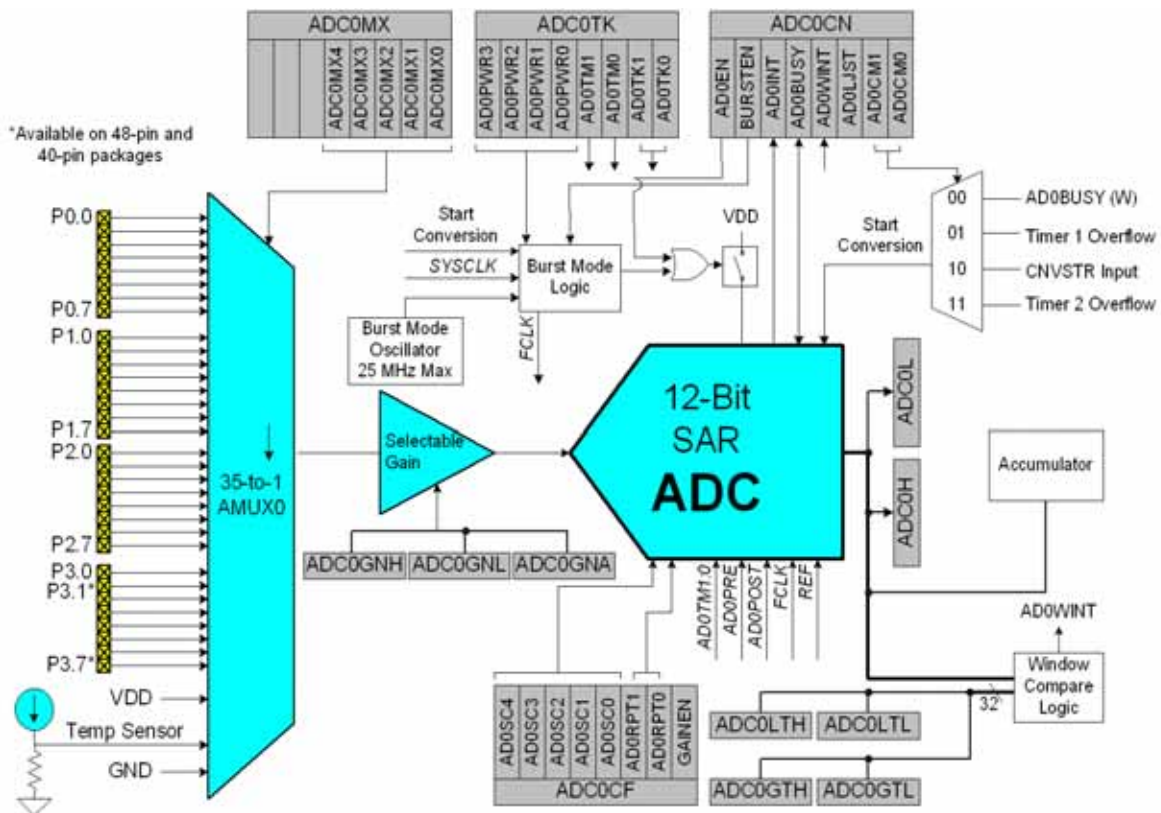 ADC0MX
ADC0MX4
ADC0MX3
ADC0MX2
ADC0MX1
ADC0MX0
ADC0TK
AD0PWR3
AD0PWR2
AD0PWR1
AD0PWR0
AD0TM1
AD0TM0
AD0TK1
AD0TK0
ADC0CN
AD0EN
BURSTEN
AD0INT
AD0BUSY
AD0WINT
AD0LJST
AD0CM1
AD0CM0
*Available on 48-pin and
40-pin packages
P0.0
P0.7
P1.0
P1.7
P2.0
P2.7
P3.0
P3.1*
P3.7*
VDD
Temp Sensor
GND
35-to-1
AMUX0
Start
Conversion
SYSCLK
Burst Mode
Logic
Burst Mode
Oscillator
25 MHz Max
FCLK
VDD
Start
Conversion
00
01
10
11
AD0BUSY (W)
Timer 1 Overflow
CNVSTR Input
Timer 2 Overflow
Selectable
Gain
ADC0GNH
ADC0GNL
ADC0GNA
12-Bit
SAR
ADC
ADC0L
ADC0H
Accumulator
AD0TM1:0
AD0PRE
AD0POST
FCLK
REF
AD0WINT
Window
Compare
Logic
32
ADC0LTH
ADC0LTL
ADC0GTH
ADC0GTL
AD0SC4
AD0SC3
AD0SC2
AD0SC1
AD0SC0
AD0RPT1
AD0RPT0
GAINEN
ADC0CF